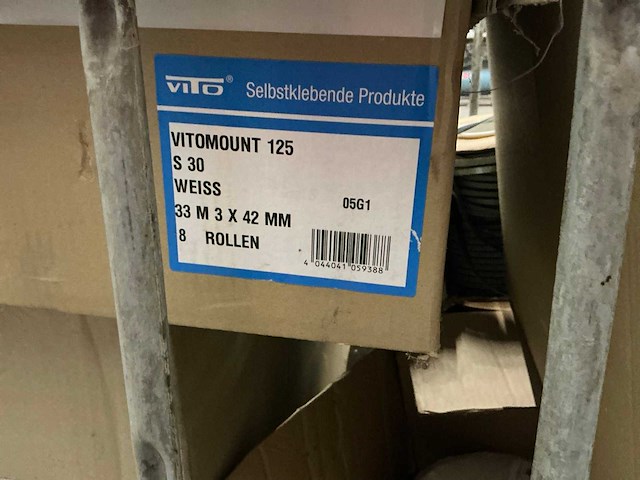 VITO® Selbstklebende Produkte
VITOMOUNT 125
S 30
WEISS
05G1
33 M 3 X 42 MM
8 ROLLEN
4 044041 059388